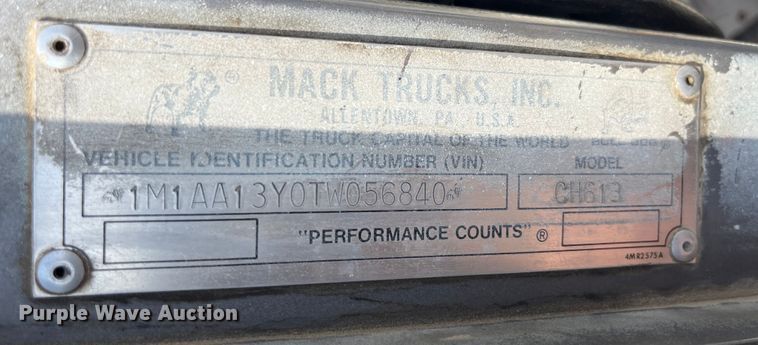 ®
MACK TRUCKS, INC.
ALLENTOWN, PA. U.S.A.
THE TRUCK CAPITAL OF THE WORLD BULLDOG
VEHICLE IDENTIFICATION NUMBER (VIN) MODEL
1M1AA13Y0TW056840 CH613
"PERFORMANCE COUNTS" ®
4MR2575A
Purple Wave Auction